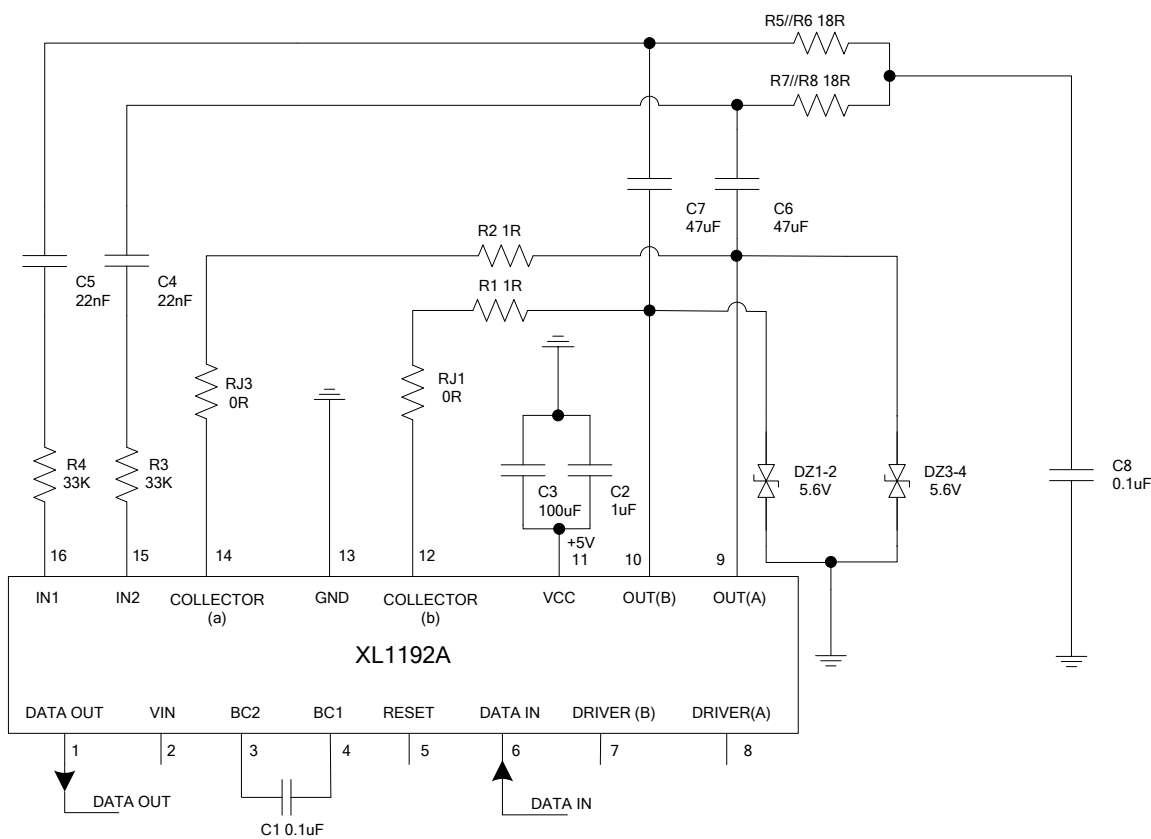 R5//R6 18R
R7//R8 18R
C7
47uF
C6
47uF
R2 1R
C5
22nF
C4
22nF
R1 1R
RJ3
0R
RJ1
0R
R4
33K
R3
33K
C3
100uF
C2
1uF
DZ1-2
5.6V
DZ3-4
5.6V
C8
0.1uF
+5V
16
15
14
13
12
11
10
9
IN1
IN2
COLLECTOR
(a)
GND
COLLECTOR
(b)
VCC
OUT(B)
OUT(A)
XL1192A
DATA OUT
VIN
BC2
BC1
RESET
DATA IN
DRIVER (B)
DRIVER(A)
1
2
3
4
5
6
7
8
DATA OUT
C1 0.1uF
DATA IN